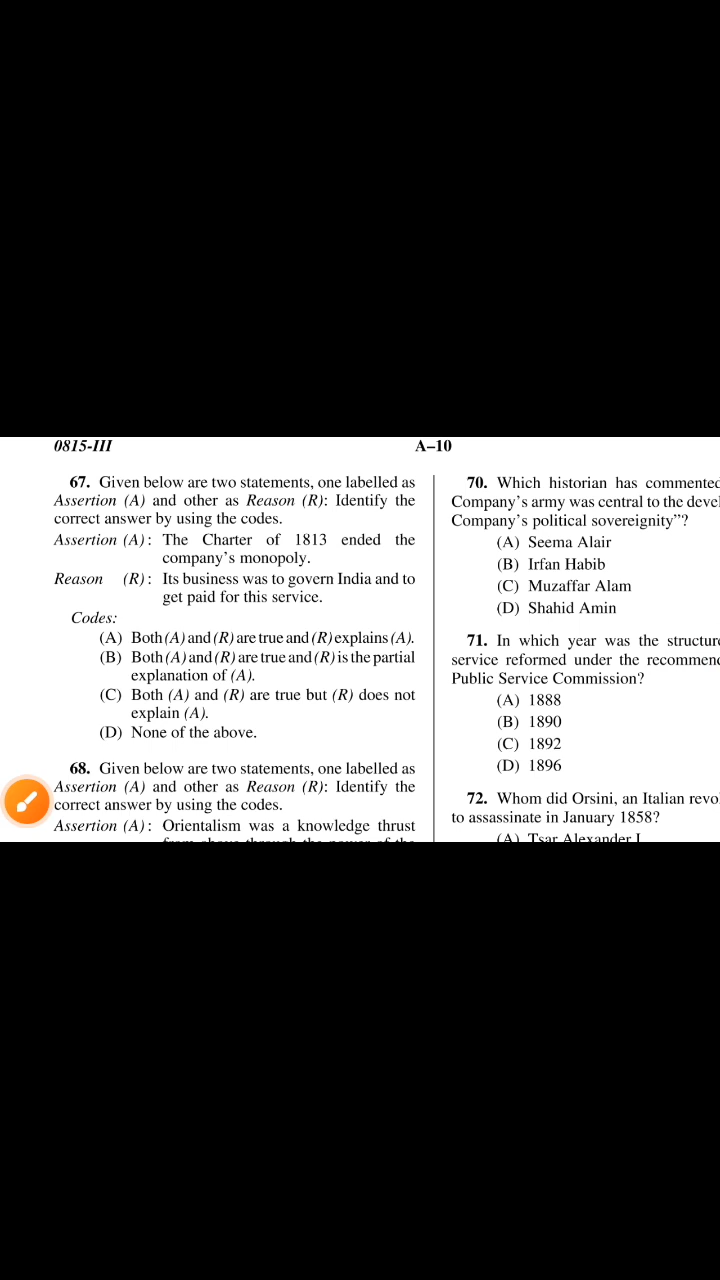 0815-III
A–10
67. Given below are two statements, one labelled as
Assertion (A) and other as Reason (R): Identify the
correct answer by using the codes.
Assertion (A): The Charter of 1813 ended the
company's monopoly.
Reason (R): Its business was to govern India and to
get paid for this service.
Codes:
(A) Both (A) and (R) are true and (R) explains (A).
(B) Both (A) and (R) are true and (R) is the partial
explanation of (A).
(C) Both (A) and (R) are true but (R) does not
explain (A).
(D) None of the above.
68. Given below are two statements, one labelled as
Assertion (A) and other as Reason (R): Identify the
correct answer by using the codes.
Assertion (A): Orientalism was a knowledge thrust
70. Which historian has commented
Company's army was central to the
Company's political sovereignity"?
(A) Seema Alair
(B) Irfan Habib
(C) Muzaffar Alam
(D) Shahid Amin
71. In which year was the
service reformed under the
Public Service Commission?
(A) 1888
(B) 1890
(C) 1892
(D) 1896
72. Whom did Orsini, an Italian
to assassinate in January 1858?
(A) Tsar Alexander I